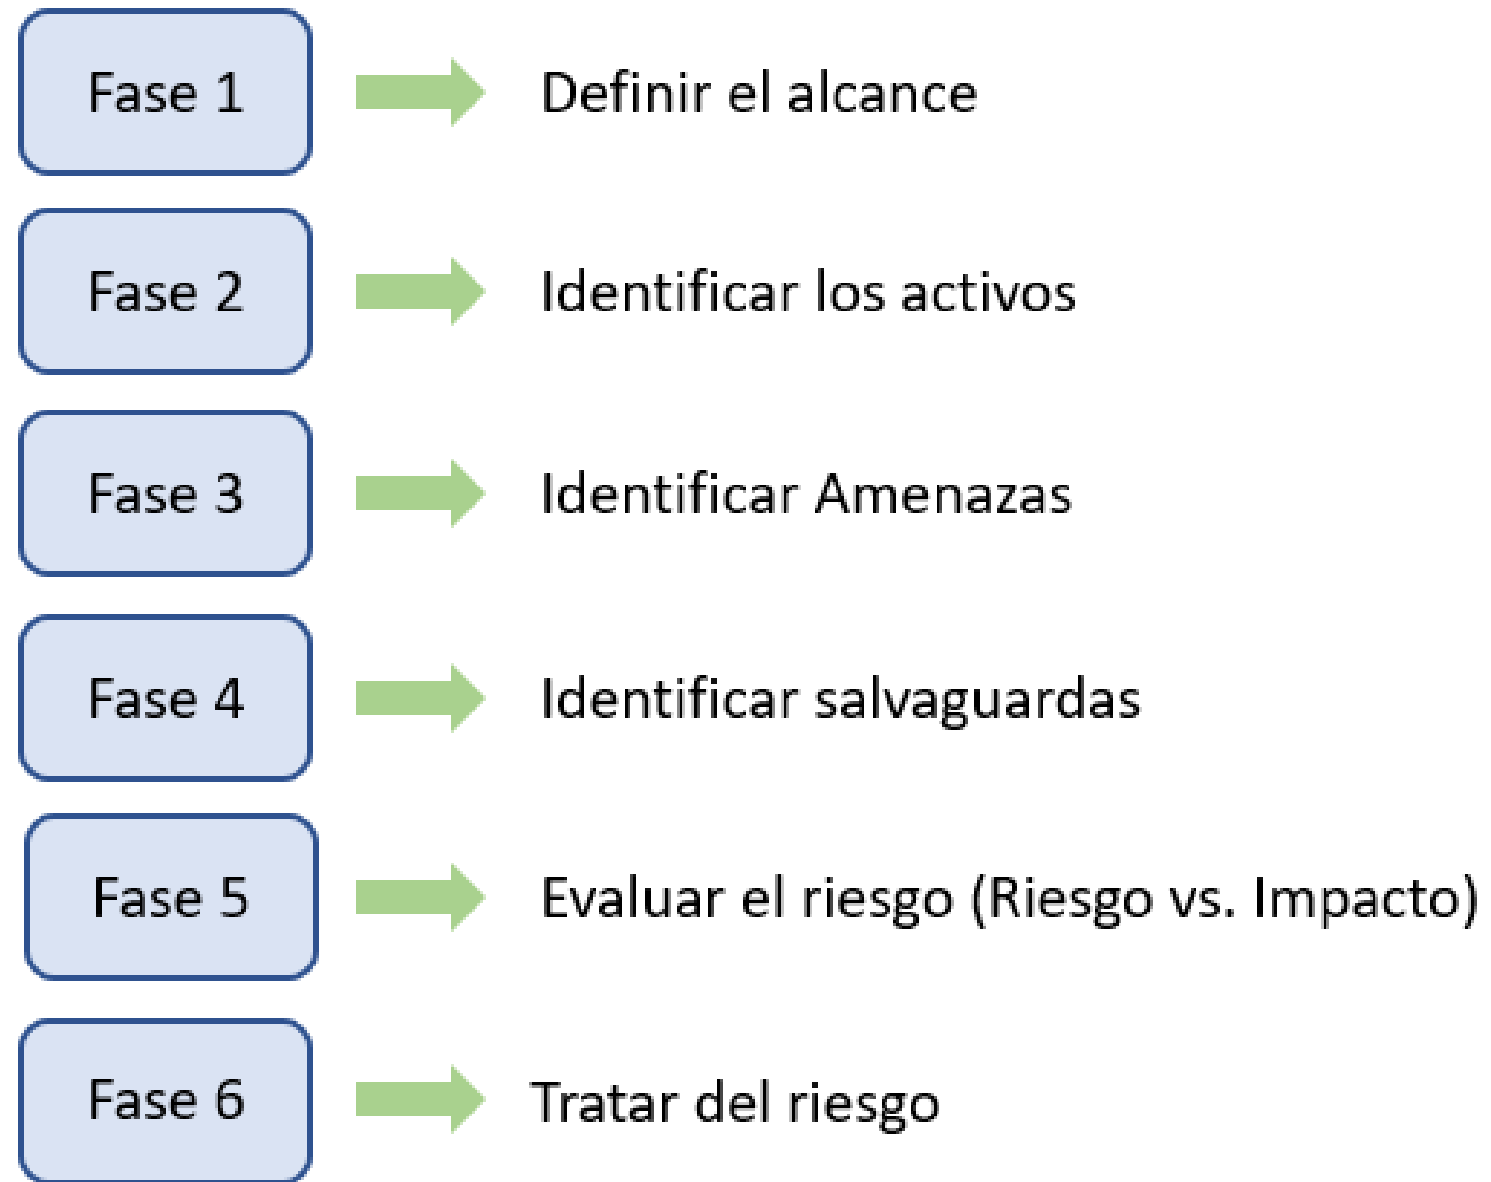 Fase 1 Definir el alcance
Fase 2 Identificar los activos
Fase 3 Identificar Amenazas
Fase 4 Identificar salvaguardas
Fase 5 Evaluar el riesgo (Riesgo vs. Impacto)
Fase 6 Tratar del riesgo